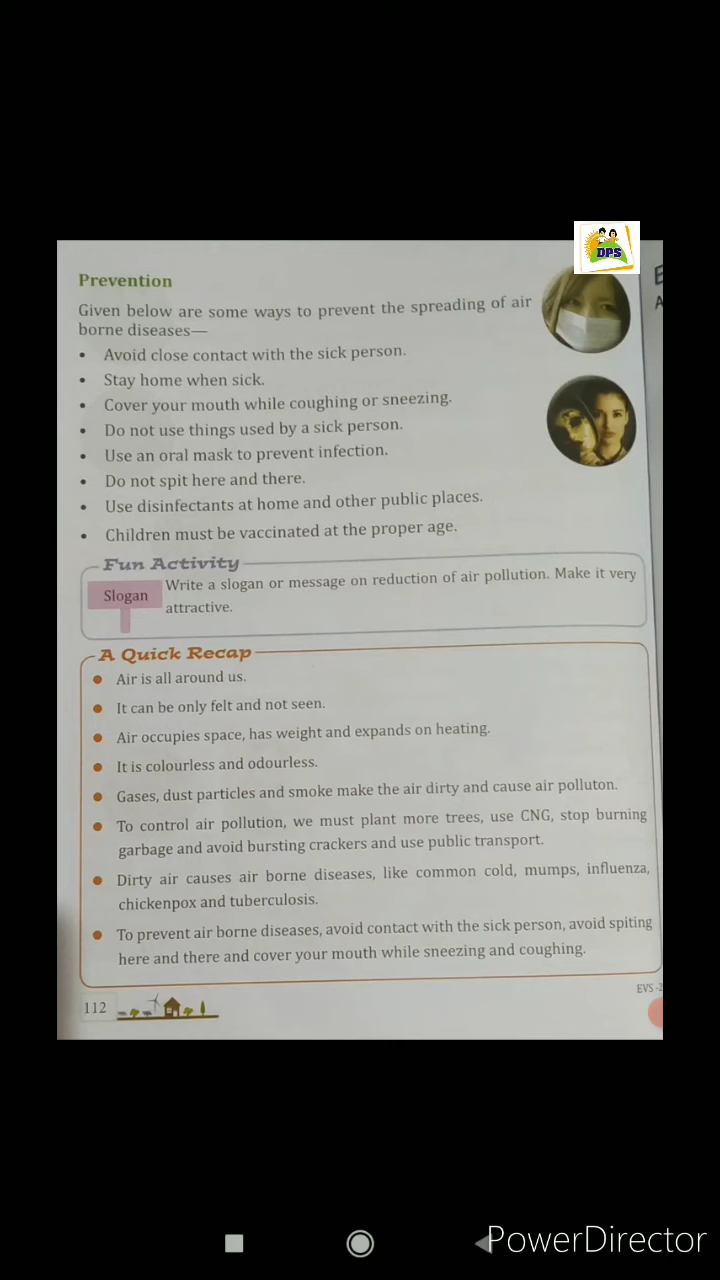 DPS
Prevention
Given below are some ways to prevent the spreading of air
borne diseases—
• Avoid close contact with the sick person.
• Stay home when sick.
• Cover your mouth while coughing or sneezing.
• Do not use things used by a sick person.
• Use an oral mask to prevent infection.
• Do not spit here and there.
• Use disinfectants at home and other public places.
• Children must be vaccinated at the proper age.
Fun Activity
Slogan
Write a slogan or message on reduction of air pollution. Make it very
attractive.
A Quick Recap
• Air is all around us.
• It can be only felt and not seen.
• Air occupies space, has weight and expands on heating.
• It is colourless and odourless.
• Gases, dust particles and smoke make the air dirty and cause air polluton.
• To control air pollution, we must plant more trees, use CNG, stop burning
garbage and avoid bursting crackers and use public transport.
• Dirty air causes air borne diseases, like common cold, mumps, influenza,
chickenpox and tuberculosis.
• To prevent air borne diseases, avoid contact with the sick person, avoid spiting
here and there and cover your mouth while sneezing and coughing.
112
EVS -2
PowerDirector